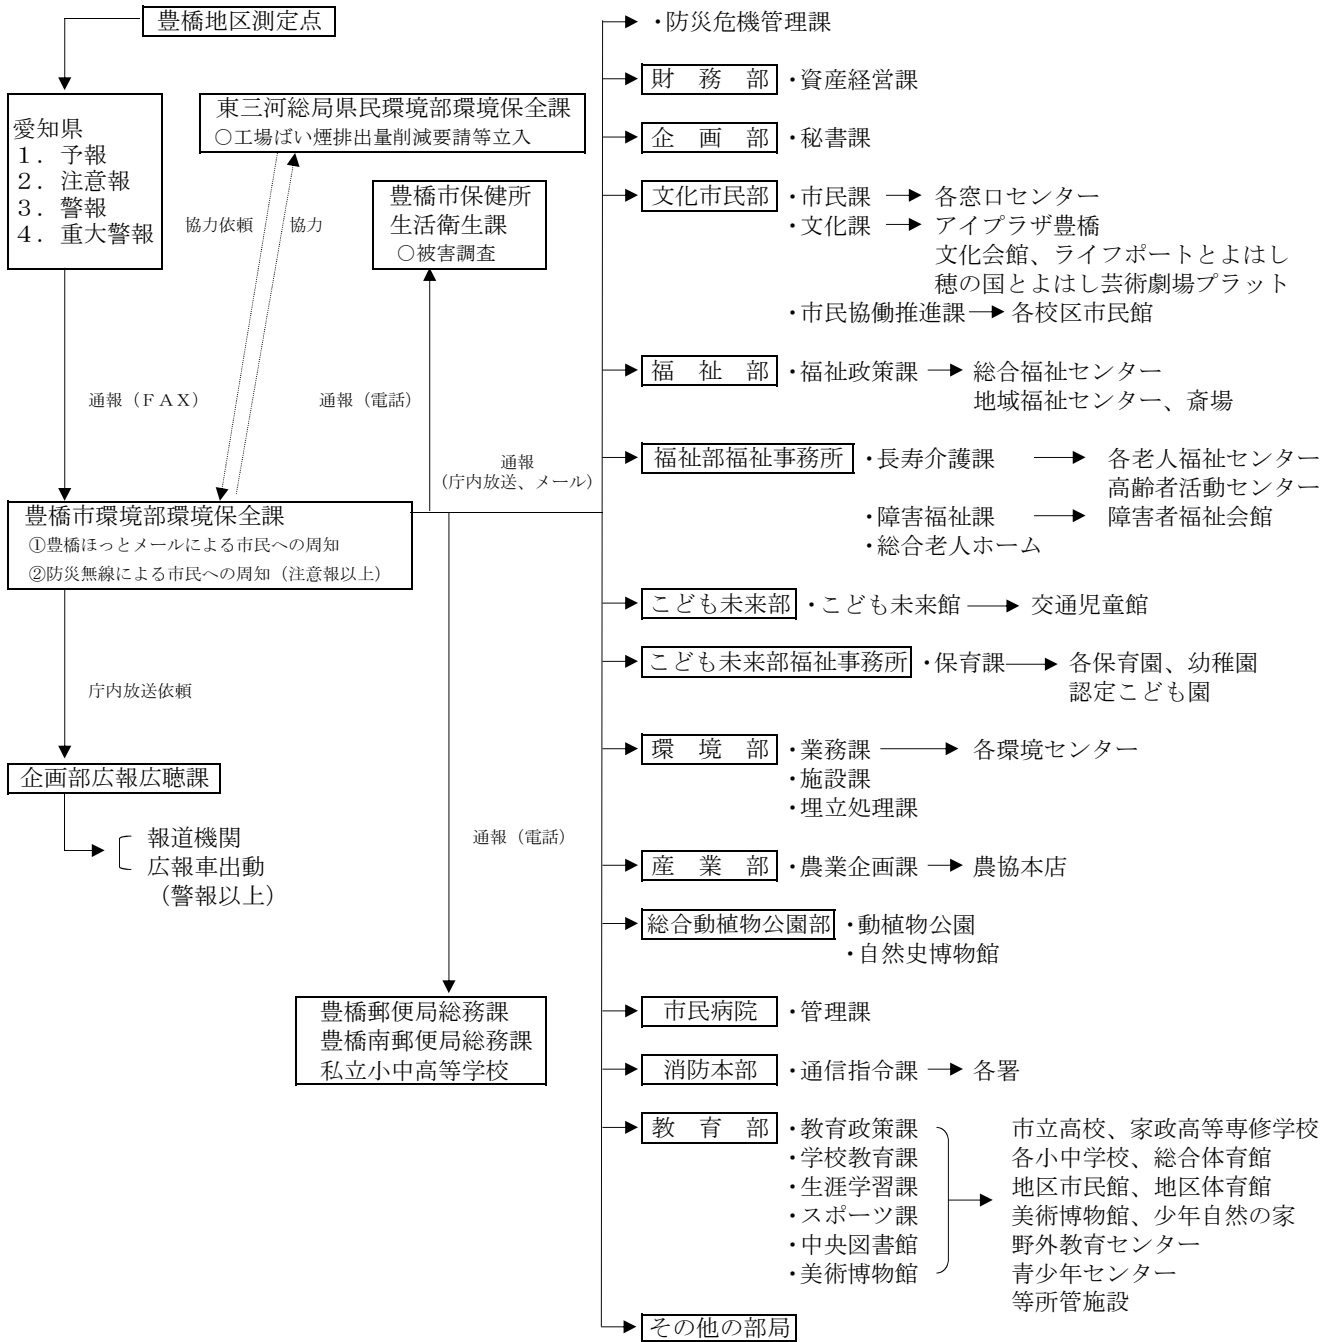 豊橋地区測定点
愛知県
1. 予報
2. 注意報
3. 警報
4. 重大警報
東三河総局県民環境部環境保全課
○工場ばい煙排出量削減要請等立入
協力依頼
協力
豊橋市保健所
生活衛生課
○被害調査
通報(FAX)
通報(電話)
通報
(庁内放送、メール)
豊橋市環境部環境保全課
①豊橋ほっとメールによる市民への周知
②防災無線による市民への周知(注意報以上)
庁内放送依頼
企画部広報広聴課
報道機関
広報車出動
(警報以上)
通報(電話)
豊橋郵便局総務課
豊橋南郵便局総務課
私立小中高等学校
・防災危機管理課
財務部 ・資産経営課
企画部 ・秘書課
文化市民部 ・市民課 各窓口センター
・文化課 アイプラザ豊橋
文化会館、ライフポートとよはし
穂の国とよはし芸術劇場プラット
・市民協働推進課 各校区市民館
福祉部 ・福祉政策課 総合福祉センター
地域福祉センター、斎場
福祉部福祉事務所 ・長寿介護課 各老人福祉センター
高齢者活動センター
・障害福祉課 障害者福祉会館
・総合老人ホーム
こども未来部 ・こども未来館 交通児童館
こども未来部福祉事務所 ・保育課 各保育園、幼稚園
認定こども園
環境部 ・業務課 各環境センター
・施設課
・埋立処理課
産業部 ・農業企画課 農協本店
総合動植物公園部 ・動植物公園
・自然史博物館
市民病院 ・管理課
消防本部 ・通信指令課 各署
教育部 ・教育政策課 市立高校、家政高等専修学校
・学校教育課 各小中学校、総合体育館
・生涯学習課 地区市民館、地区体育館
・スポーツ課 美術博物館、少年自然の家
・中央図書館 野外教育センター
・美術博物館 青少年センター
等所管施設
その他の部局